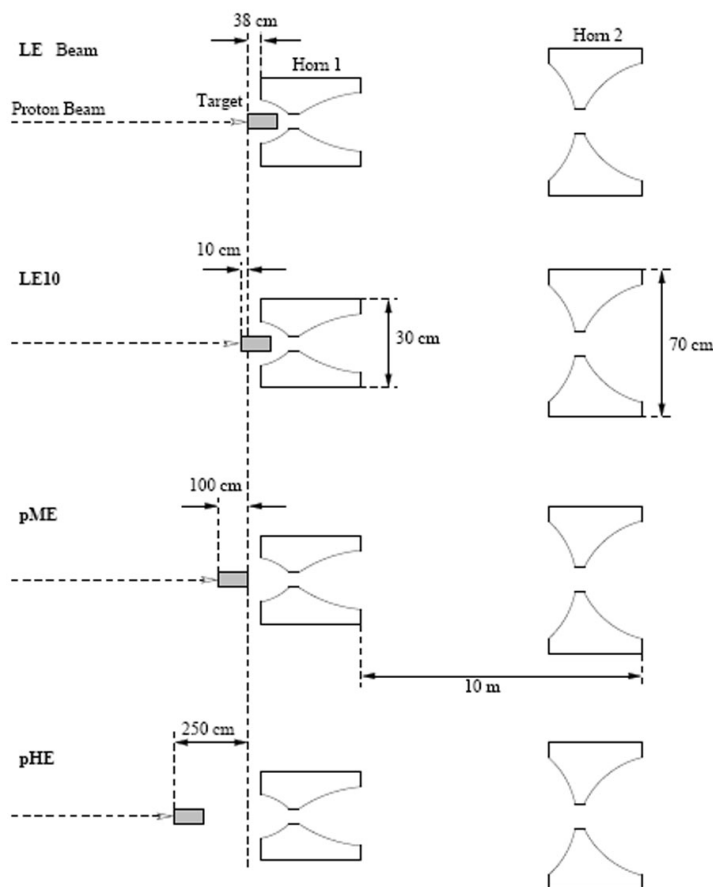 38 cm
LE Beam
Horn 1
Horn 2
Proton Beam
Target
10 cm
LE10
30 cm
70 cm
100 cm
pME
10 m
250 cm
pHE